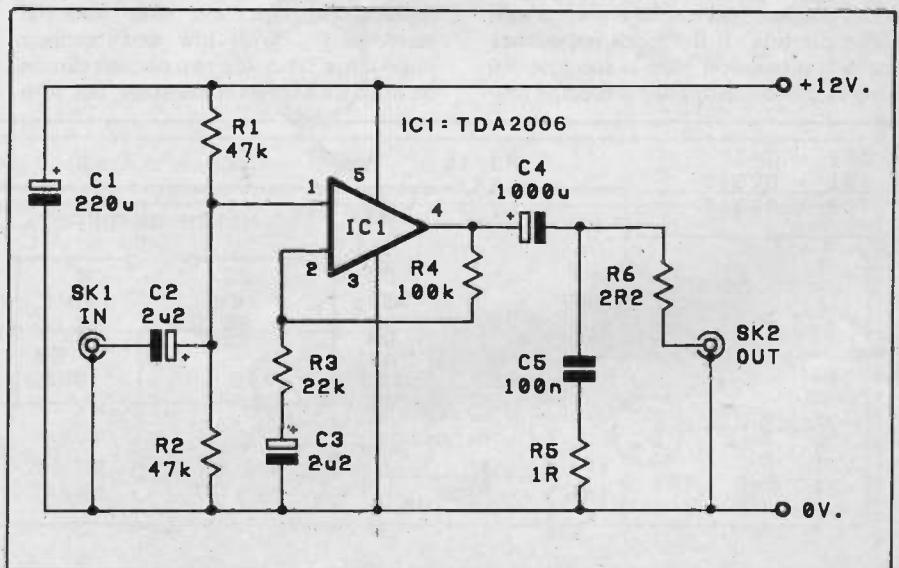 +12V.
IC1=TDA2006
R1
47k
C1
220u
+
1
5
IC1
4
2
3
C4
1000u
+
R4
100k
R6
2R2
SK1
IN
C2
2u2
+
SK2
OUT
R3
22k
C5
100n
R2
47k
+
C3
2u2
R5
1R
0V.